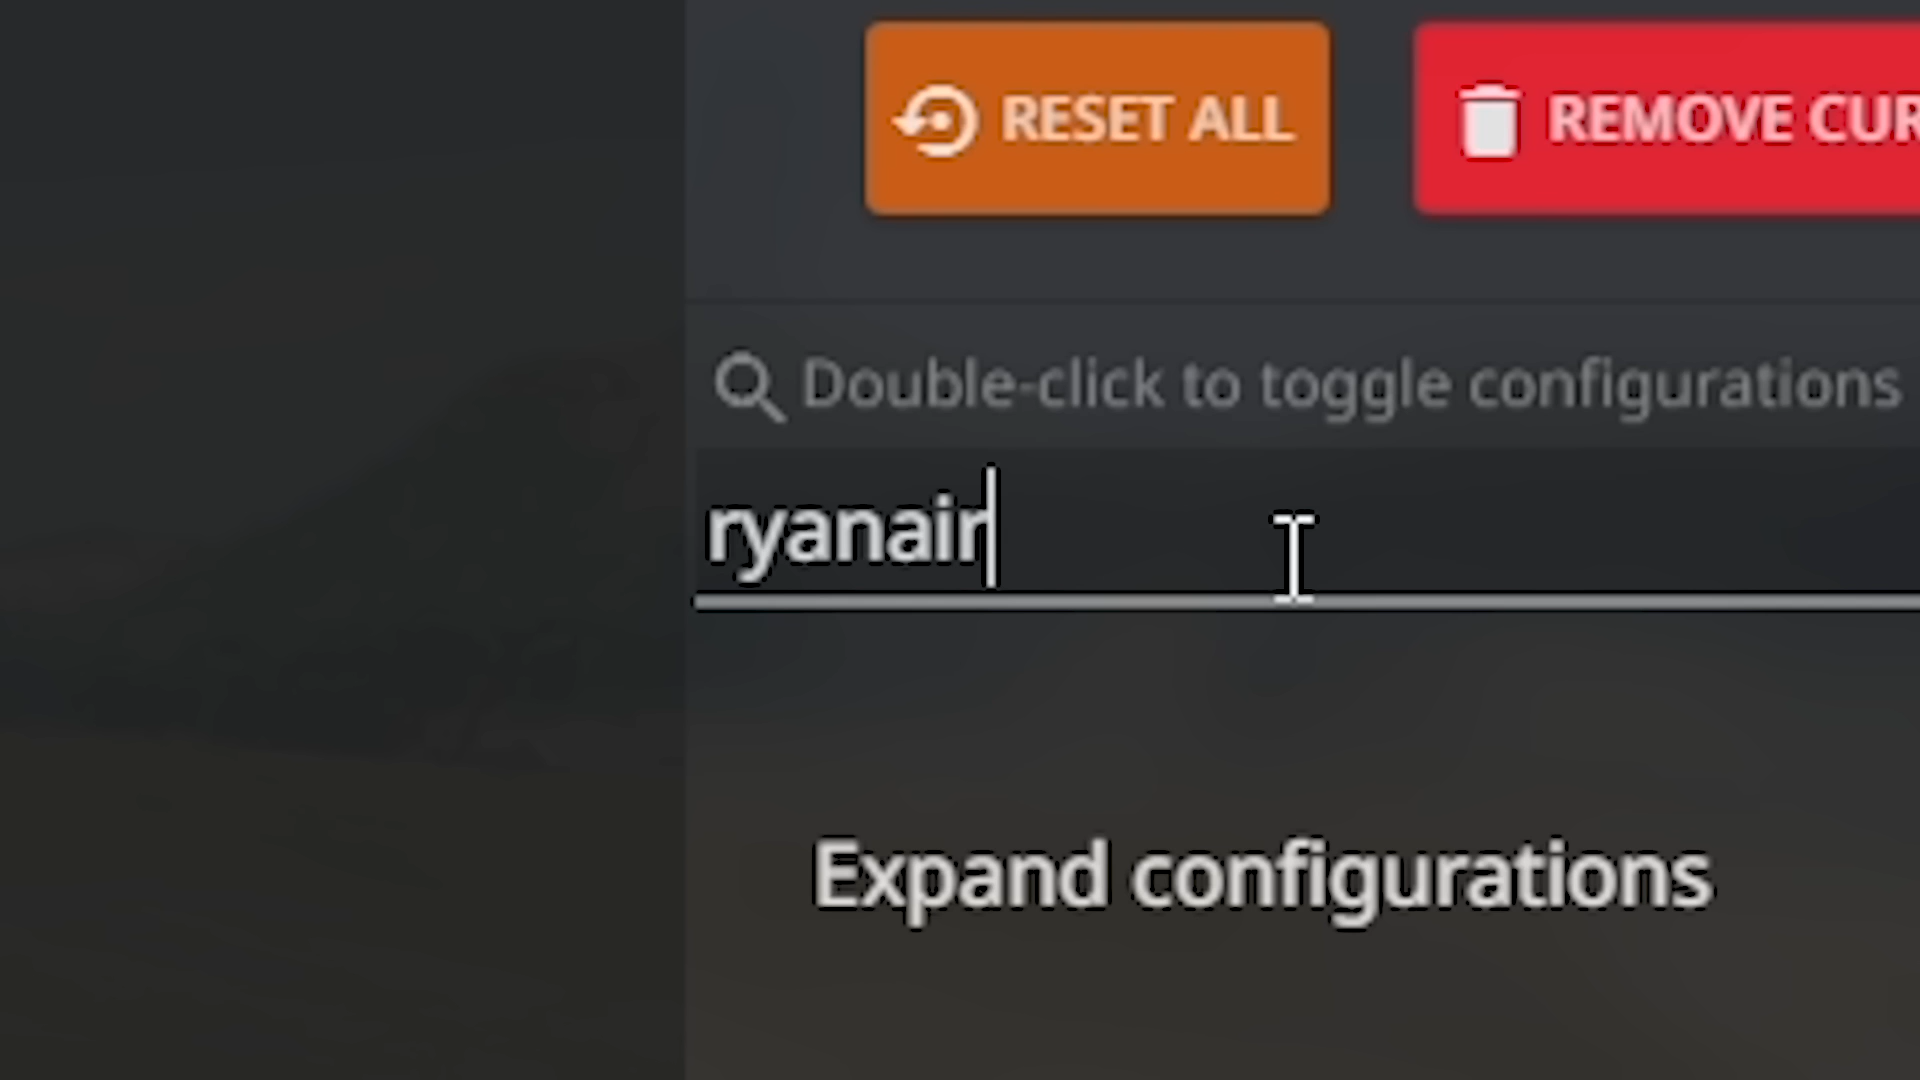 RESET ALL
REMOVE CUR
Double-click to toggle configurations
ryanair
Expand configurations